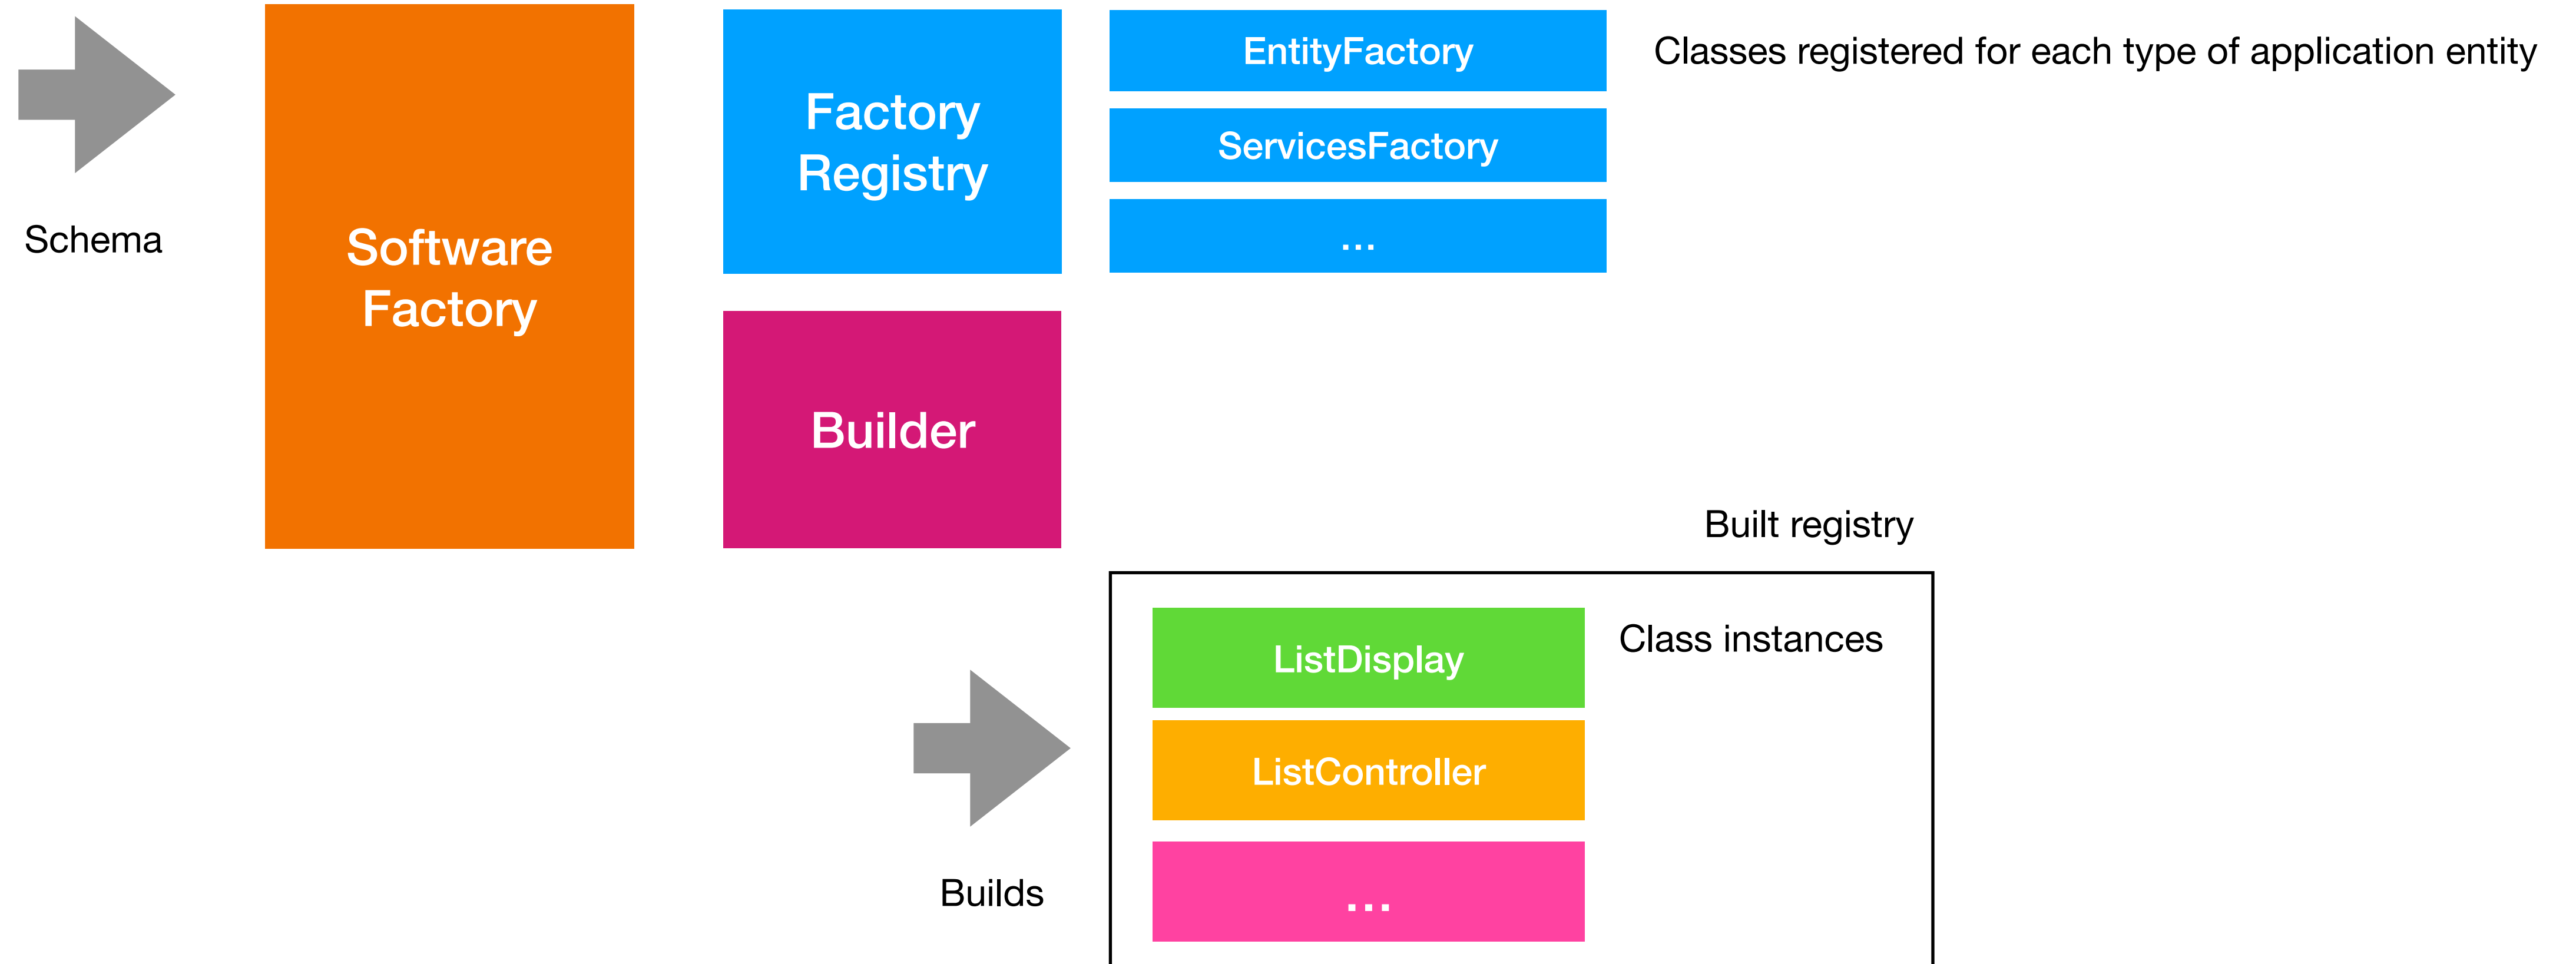 Schema
Software
Factory
Factory
Registry
EntityFactory
Classes registered for each type of application entity
ServicesFactory
...
Builder
Built registry
ListDisplay
Class instances
ListController
Builds
...